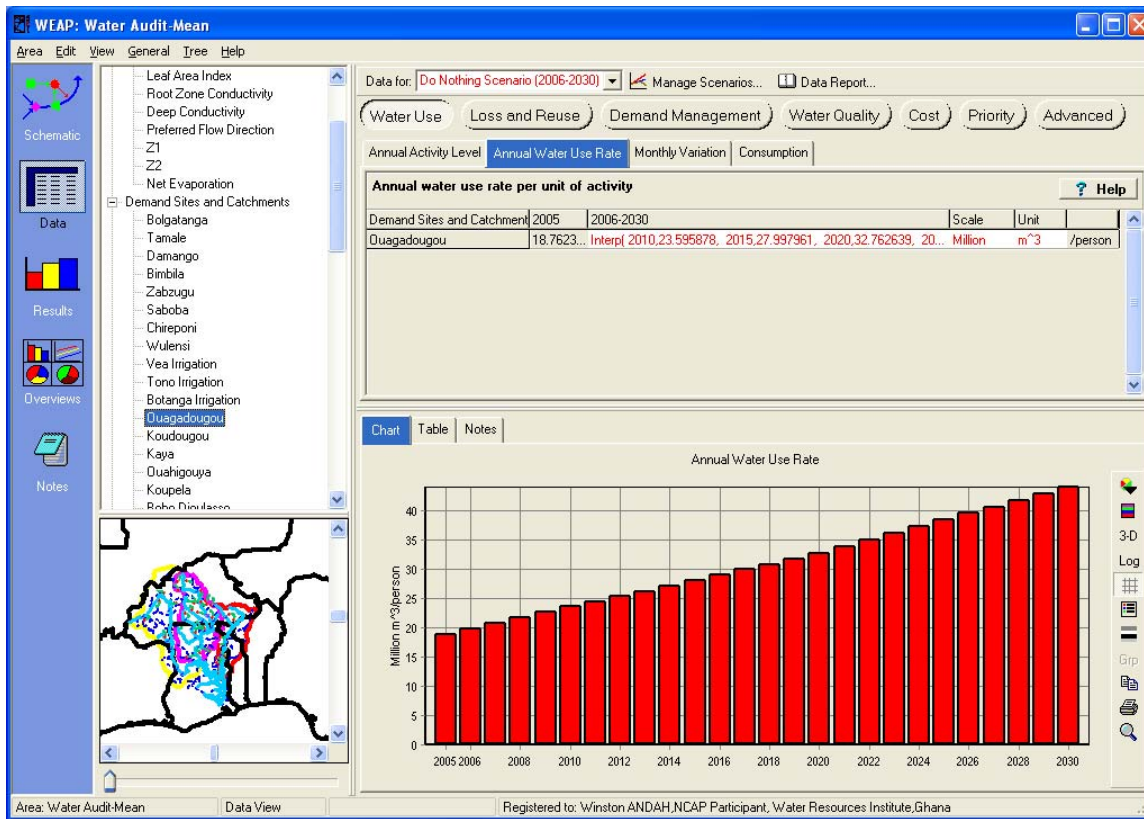 WEAP: Water Audit-Mean
Area Edit View General Tree Help
Schematic
Data
Results
Overviews
Notes
Leaf Area Index
Root Zone Conductivity
Deep Conductivity
Preferred Flow Direction
Z1
Z2
Net Evaporation
Demand Sites and Catchments
Bolgatanga
Tamale
Damango
Bimbila
Zabzugu
Saboba
Chireponi
Wulensi
Vea Irrigation
Tono Irrigation
Botanga Irrigation
Ouagadougou
Koudougou
Kaya
Ouahigouya
Koupela
Bobo Dioulasso
Data for: Do Nothing Scenario (2006-2030) Manage Scenarios... Data Report...
Water Use Loss and Reuse Demand Management Water Quality Cost Priority Advanced
Annual Activity Level Annual Water Use Rate Monthly Variation Consumption
Annual water use rate per unit of activity ? Help
Demand Sites and Catchment 2005 2006-2030 Scale Unit
Ouagadougou 18.7623... Interp( 2010,23.595878, 2015,27.997961, 2020,32.762639, 20... Million m^3 /person
Chart Table Notes
Annual Water Use Rate
Million m^3/person
40
35
30
25
20
15
10
5
0
2005 2006 2008 2010 2012 2014 2016 2018 2020 2022 2024 2026 2028 2030
3-D
Log
Grp
Area: Water Audit-Mean Data View Registered to: Winston ANDAH,NCAP Participant, Water Resources Institute,Ghana